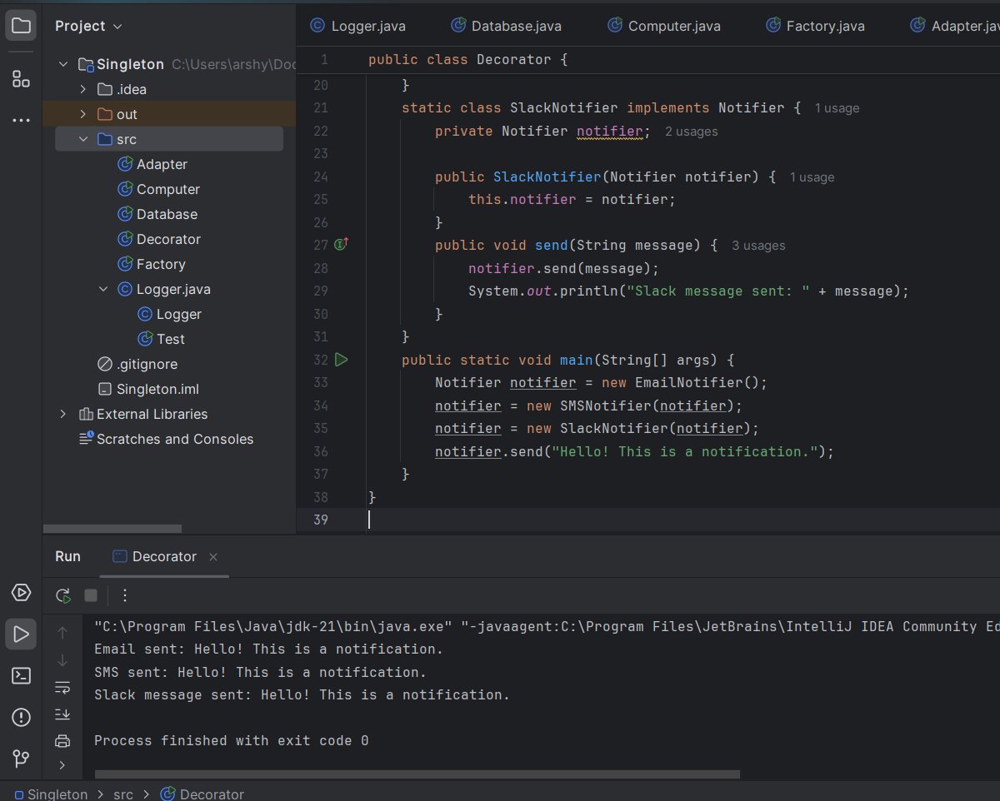 Project
Logger.java
Database.java
Computer.java
Factory.java
Adapter.jav
Singleton C:\Users\arshy\Doc
.idea
out
src
Adapter
Computer
Database
Decorator
Factory
Logger.java
Logger
Test
.gitignore
Singleton.iml
External Libraries
Scratches and Consoles
1 public class Decorator {
20 }
21 static class SlackNotifier implements Notifier { 1 usage
22 private Notifier notifier; 2 usages
23
24 public SlackNotifier(Notifier notifier) { 1 usage
25 this.notifier = notifier;
26 }
27 public void send(String message) { 3 usages
28 notifier.send(message);
29 System.out.println("Slack message sent: " + message);
30 }
31 }
32 public static void main(String[] args) {
33 Notifier notifier = new EmailNotifier();
34 notifier = new SMSNotifier(notifier);
35 notifier = new SlackNotifier(notifier);
36 notifier.send("Hello! This is a notification.");
37 }
38 }
39
Run Decorator
"C:\Program Files\Java\jdk-21\bin\java.exe" "-javaagent:C:\Program Files\JetBrains\IntelliJ IDEA Community Ed
Email sent: Hello! This is a notification.
SMS sent: Hello! This is a notification.
Slack message sent: Hello! This is a notification.
Process finished with exit code 0
Singleton > src > Decorator